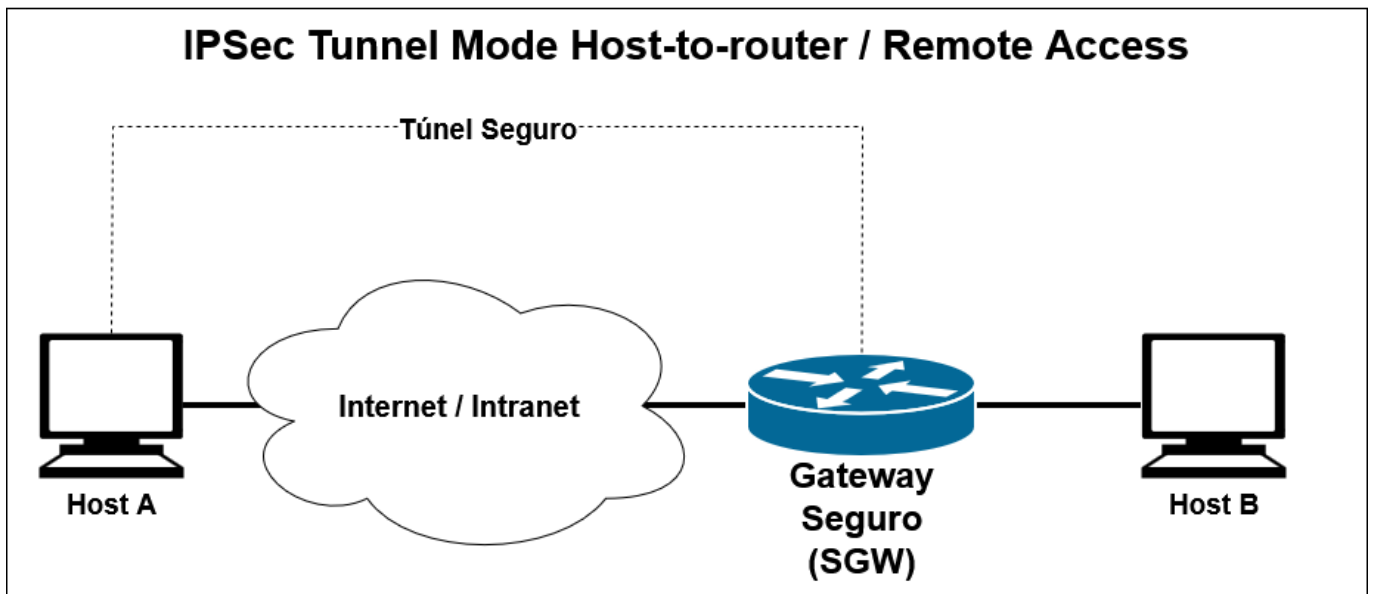 IPSec Tunnel Mode Host-to-router / Remote Access
Túnel Seguro
Internet / Intranet
Host A
Gateway
Seguro
(SGW)
Host B